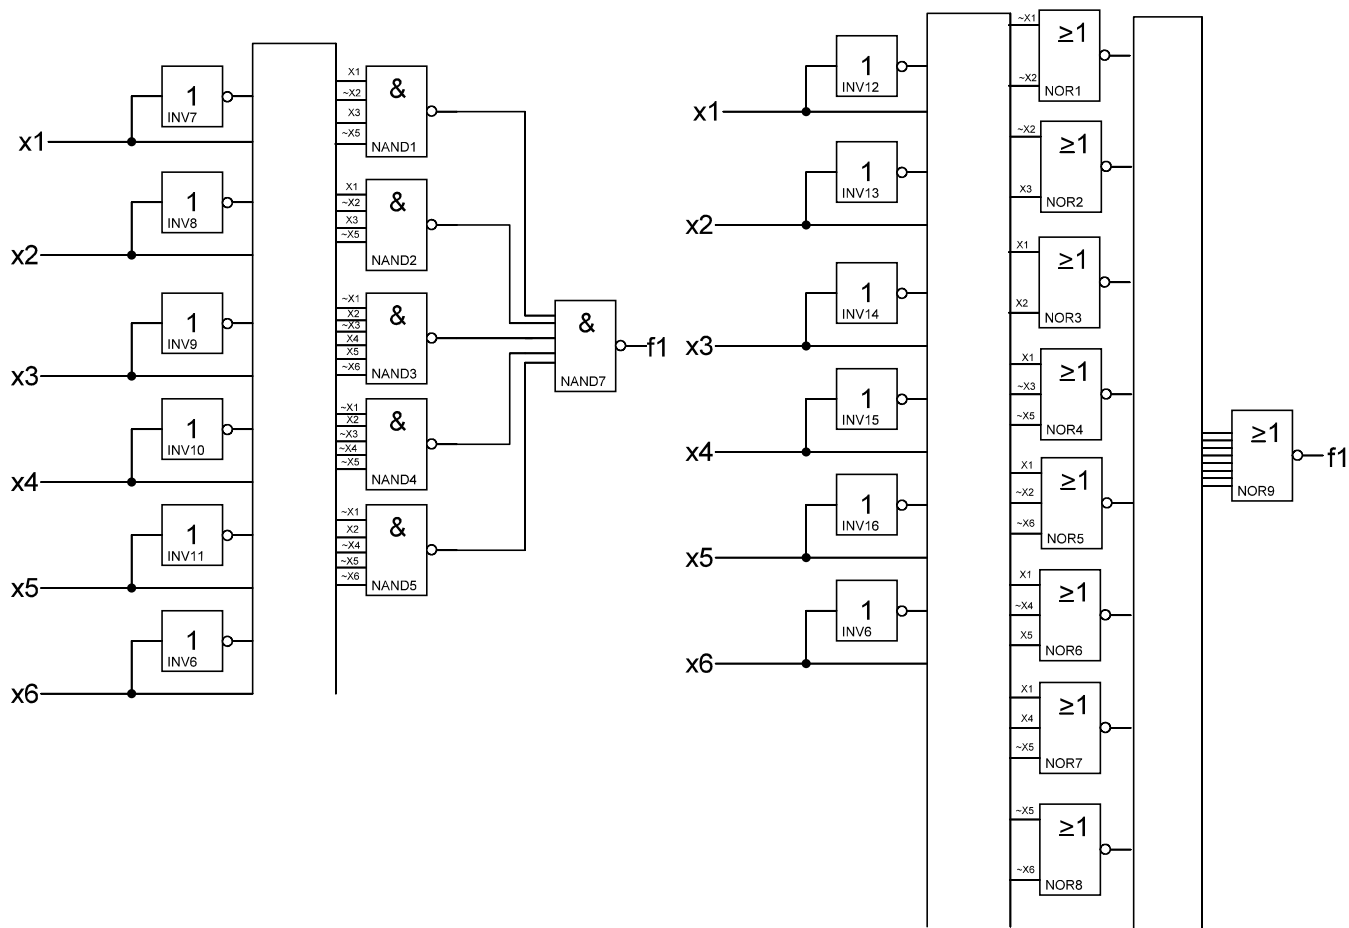 x1
1
INV7
x2
1
INV8
x3
1
INV9
x4
1
INV10
x5
1
INV11
x6
1
INV6
X1
~X2
X3
~X5
&
NAND1
X1
~X2
X3
~X5
&
NAND2
~X1
X2
~X3
X4
X5
~X6
&
NAND3
~X1
X2
~X3
~X4
~X5
&
NAND4
~X1
X2
~X4
~X5
~X6
&
NAND5
&
NAND7
f1
x1
1
INV12
x2
1
INV13
x3
1
INV14
x4
1
INV15
x5
1
INV16
x6
1
INV6
~X1
~X2
≥1
NOR1
~X2
X3
≥1
NOR2
X1
X2
≥1
NOR3
X1
~X3
~X5
≥1
NOR4
X1
~X2
~X6
≥1
NOR5
X1
~X4
X5
≥1
NOR6
X1
X4
~X5
≥1
NOR7
~X5
~X6
≥1
NOR8
≥1
NOR9
f1